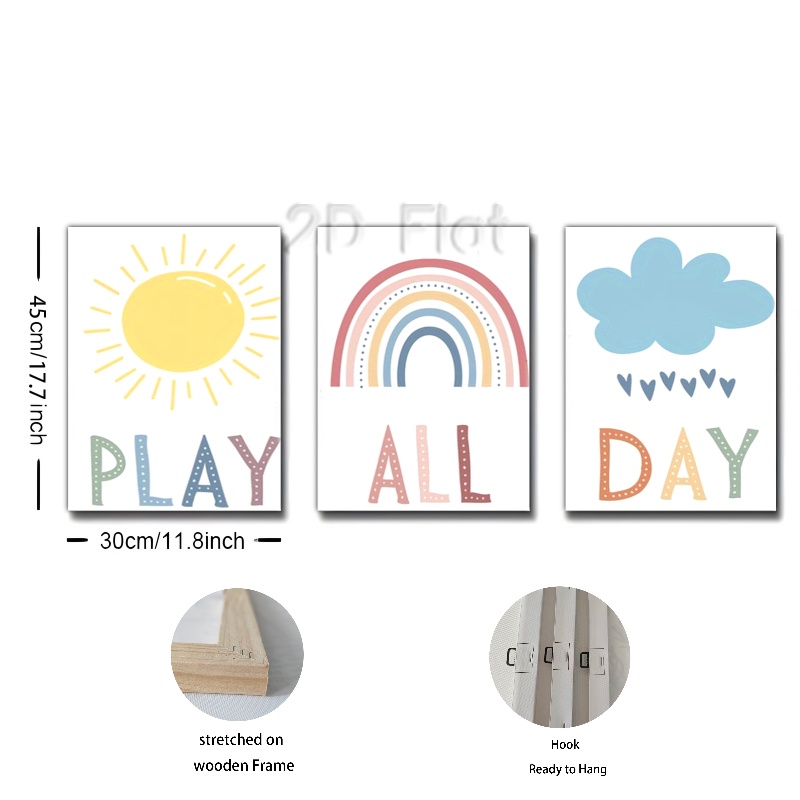 2D Flat
PLAY
ALL
DAY
45cm/17.7inch
30cm/11.8inch
stretched on
wooden Frame
Hook
Ready to Hang